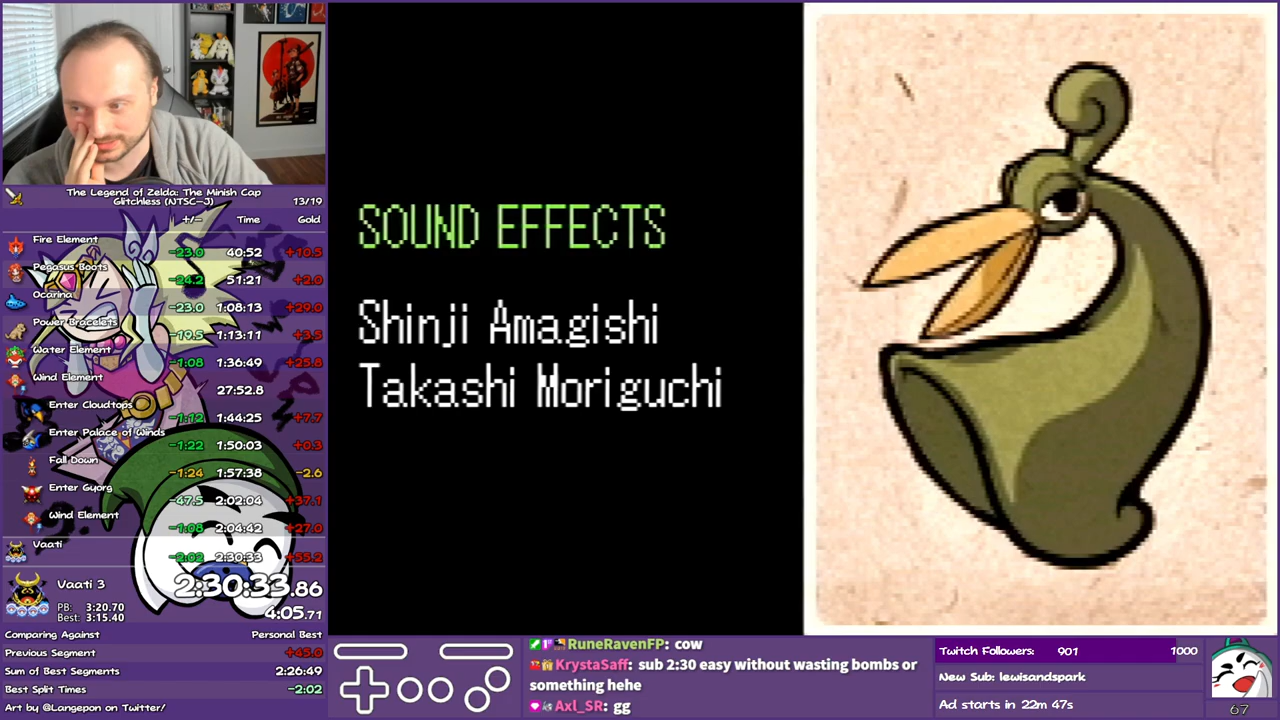 The Legend of Zelda: The Minish Cap
Glitchless (NTSC-J) 13/19
+/- Time Gold
Fire Element
-23.0 40:52 +10.5
Pegasus Boots
-24.2 51:21 +2.0
Ocarina
-23.0 1:08:13 +29.0
Power Bracelets
-19.5 1:13:11 +3.5
Water Element
-1:08 1:36:49 +25.8
Wind Element
27:52.8
Enter Cloudtops
-1:12 1:44:25 +7.7
Enter Palace of Winds
-1:22 1:50:03 +0.3
Fall Down
-1:24 1:57:38 -2.6
Enter Gyorg
-47.5 2:02:04 +37.1
Wind Element
-1:08 2:04:42 +27.0
Vaati
-2:02 2:30:33 +55.2
Vaati 3
2:30:33.86
PB: 3:20.70
Best: 3:15.40
4:05.71
Comparing Against Personal Best
Previous Segment +45.0
Sum of Best Segments 2:26:49
Best Split Times -2:02
Art by @Langepon on Twitter/
SOUND EFFECTS
Shinji Amagishi
Takashi Moriguchi
RuneRavenFP: cow
KrystaSaff: sub 2:30 easy without wasting bombs or
something hehe
Axl_SR: gg
Twitch Followers: 901 1000
New Sub: lewisandspark
Ad starts in 22m 47s
67